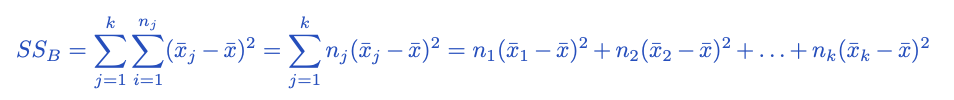 $SS_B = \sum_{j=1}^{k} \sum_{i=1}^{n_j} (\bar{x}_j - \bar{x})^2 = \sum_{j=1}^{k} n_j (\bar{x}_j - \bar{x})^2 = n_1 (\bar{x}_1 - \bar{x})^2 + n_2 (\bar{x}_2 - \bar{x})^2 + \ldots + n_k (\bar{x}_k - \bar{x})^2$